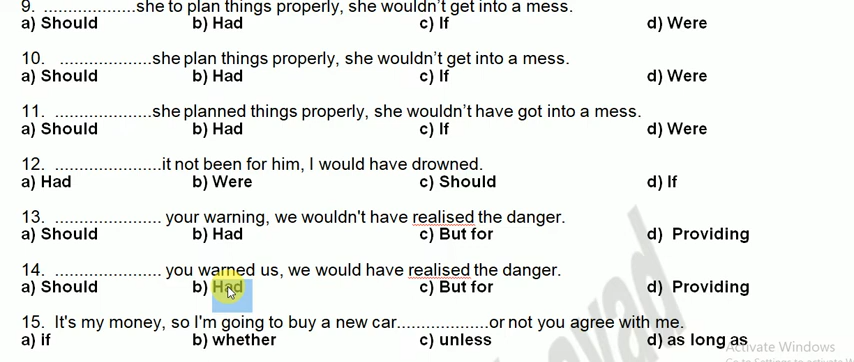 9. ..................she to plan things properly, she wouldn't get into a mess.
a) Should b) Had c) If d) Were
10. ..................she plan things properly, she wouldn't get into a mess.
a) Should b) Had c) If d) Were
11. ...................she planned things properly, she wouldn't have got into a mess.
a) Should b) Had c) If d) Were
12. .....................it not been for him, I would have drowned.
a) Had b) Were c) Should d) If
13. ..................... your warning, we wouldn't have realised the danger.
a) Should b) Had c) But for d) Providing
14. ..................... you warned us, we would have realised the danger.
a) Should b) Had c) But for d) Providing
15. It's my money, so I'm going to buy a new car..................or not you agree with me.
a) if b) whether c) unless d) as long as
Activate Windows